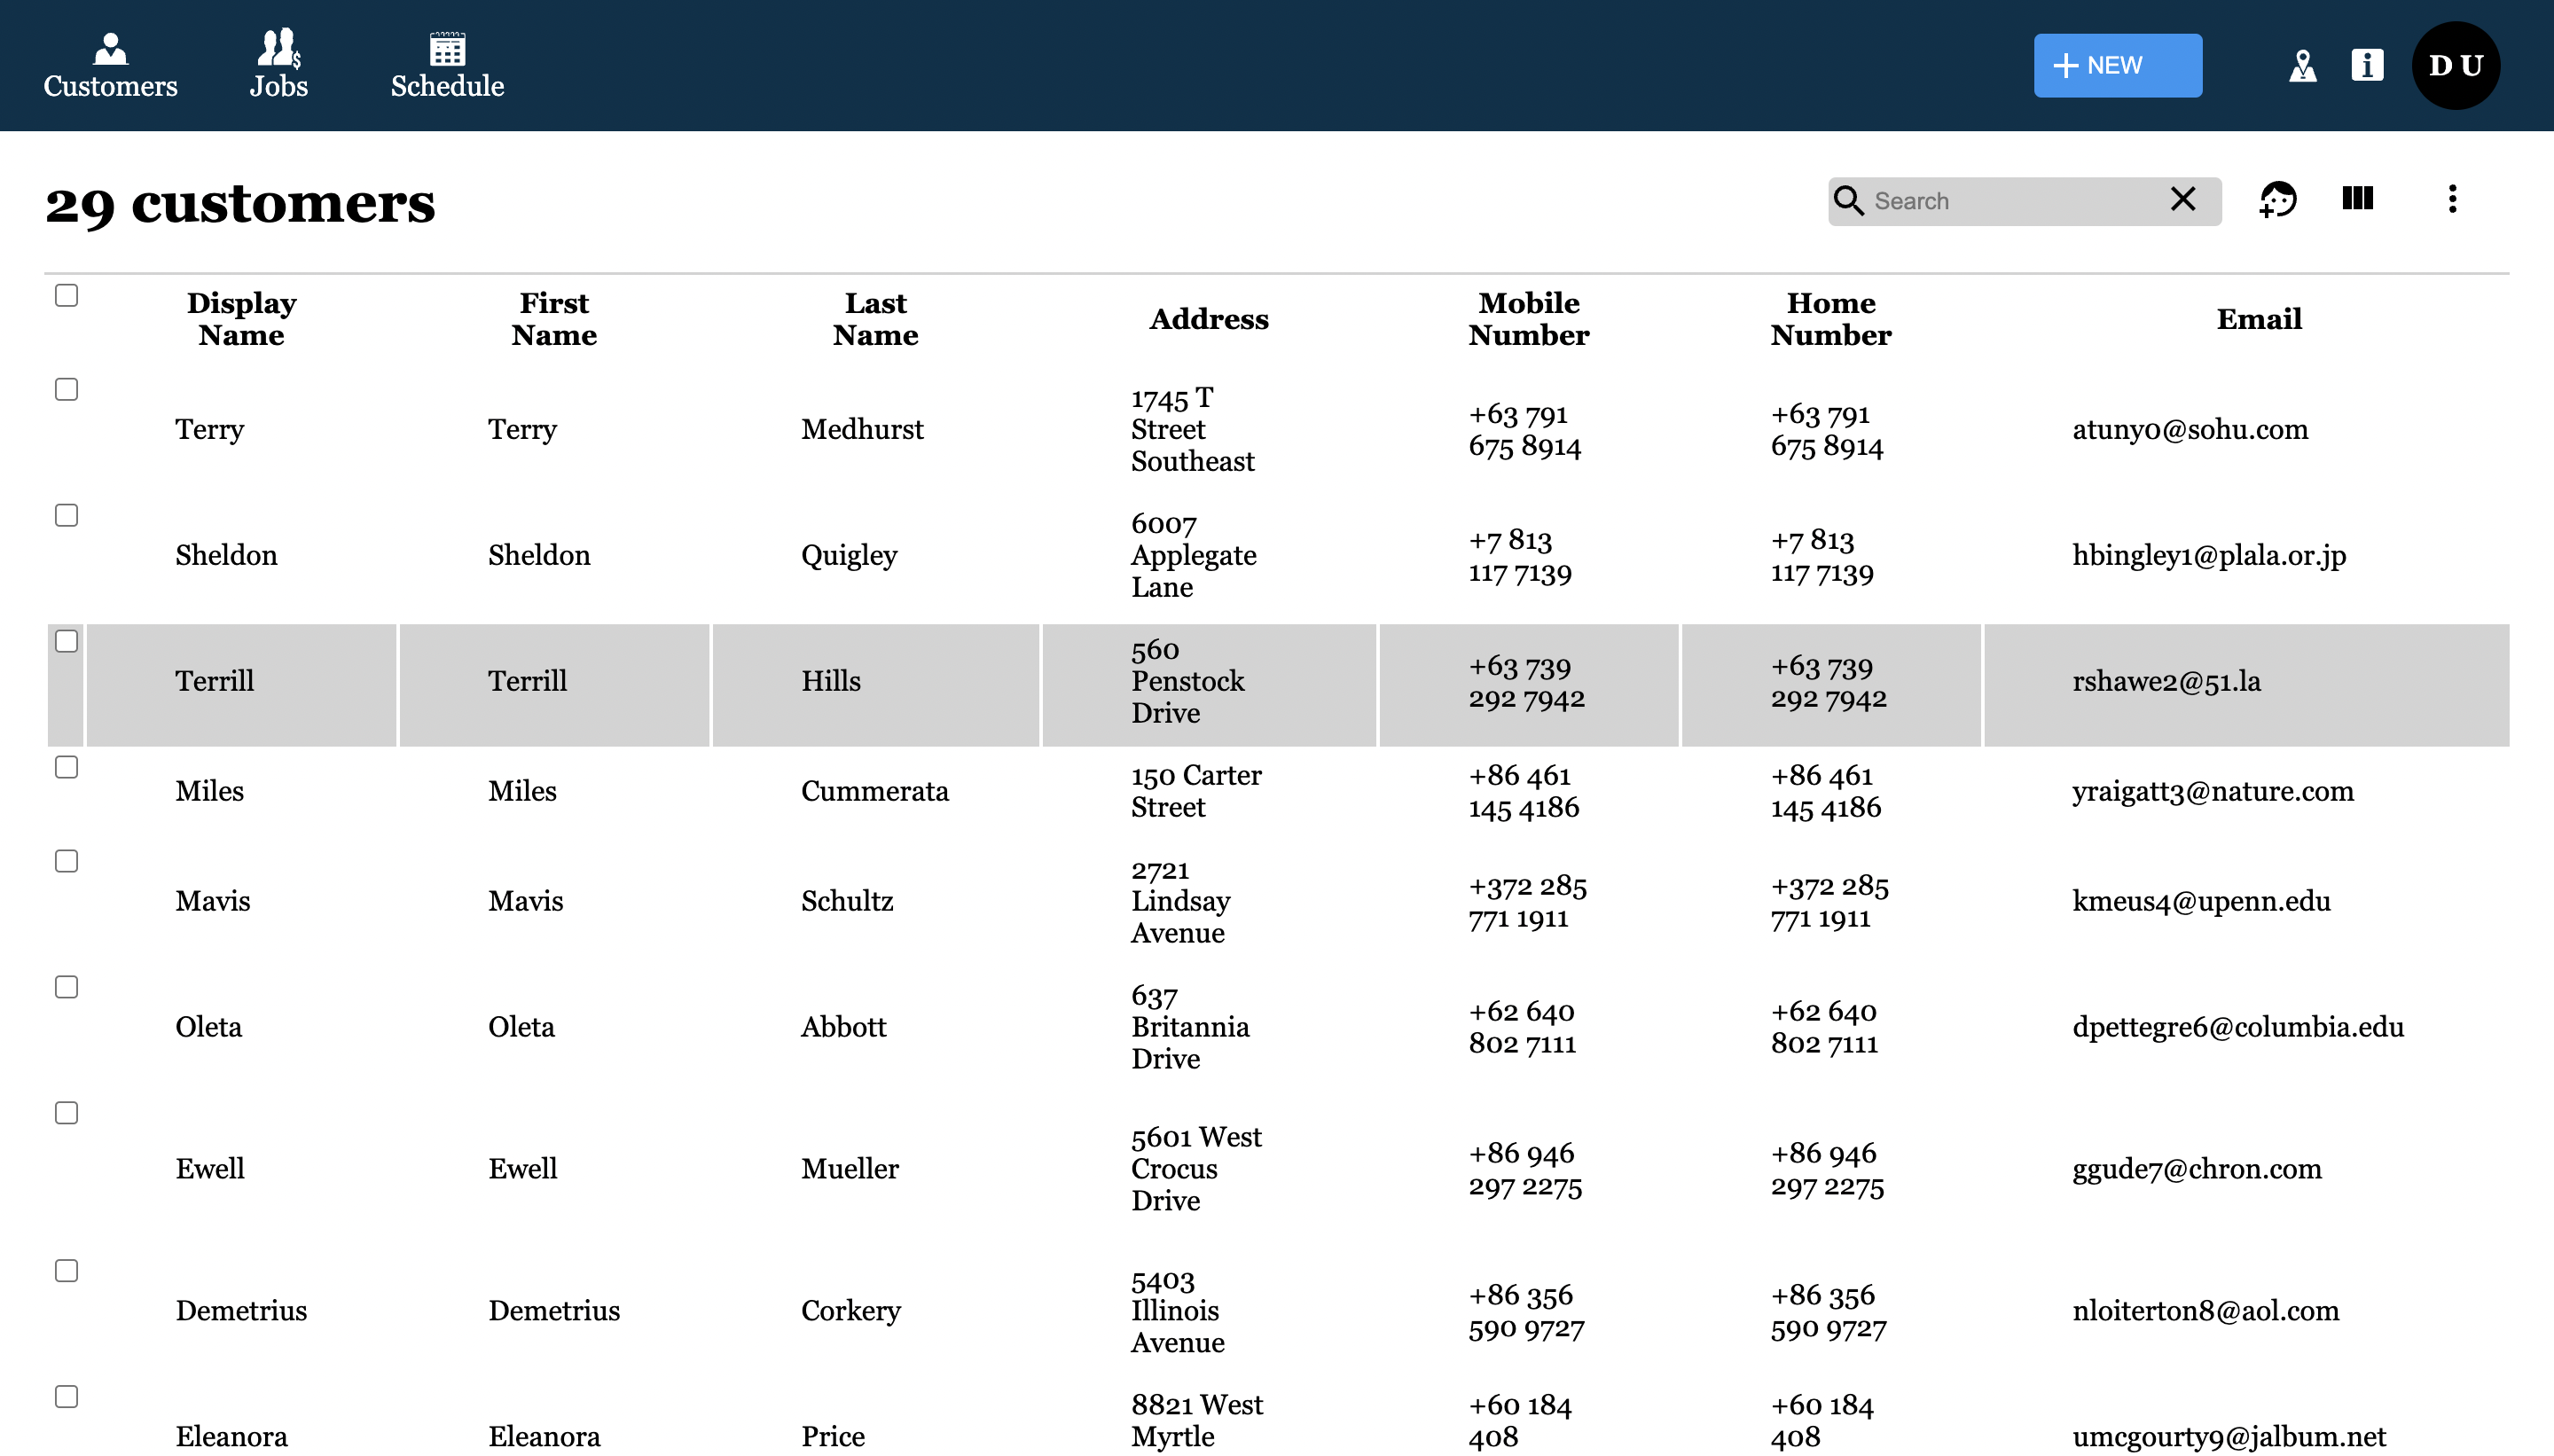 Customers Jobs Schedule + NEW i D U
29 customers Search
Display Name First Name Last Name Address Mobile Number Home Number Email
Terry Terry Medhurst 1745 T Street Southeast +63 791 675 8914 +63 791 675 8914 atuny0@sohu.com
Sheldon Sheldon Quigley 6007 Applegate Lane +7 813 117 7139 +7 813 117 7139 hbingley1@plala.or.jp
Terrill Terrill Hills 560 Penstock Drive +63 739 292 7942 +63 739 292 7942 rshawe2@51.la
Miles Miles Cummerata 150 Carter Street +86 461 145 4186 +86 461 145 4186 yraigatt3@nature.com
Mavis Mavis Schultz 2721 Lindsay Avenue +372 285 771 1911 +372 285 771 1911 kmeus4@upenn.edu
Oleta Oleta Abbott 637 Britannia Drive +62 640 802 7111 +62 640 802 7111 dpettegre6@columbia.edu
Ewell Ewell Mueller 5601 West Crocus Drive +86 946 297 2275 +86 946 297 2275 ggude7@chron.com
Demetrius Demetrius Corkery 5403 Illinois Avenue +86 356 590 9727 +86 356 590 9727 nloiterton8@aol.com
Eleanora Eleanora Price 8821 West Myrtle +60 184 408 +60 184 408 umcgourty9@jalbum.net